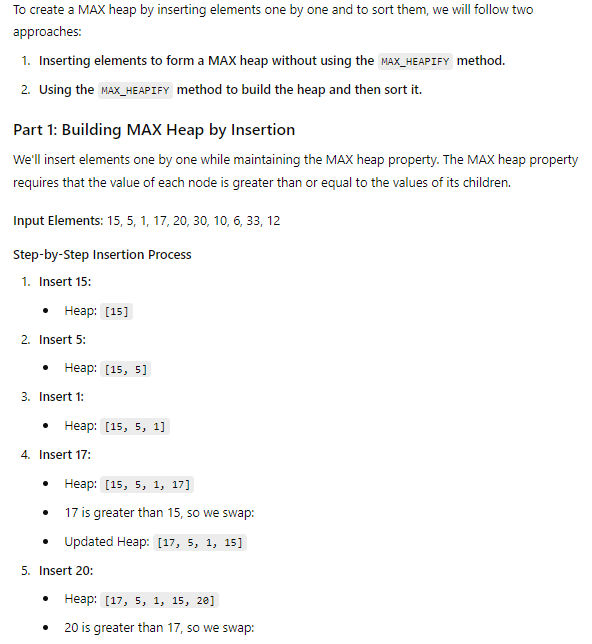 To create a MAX heap by inserting elements one by one and to sort them, we will follow two
approaches:
1. Inserting elements to form a MAX heap without using the MAX_HEAPIFY method.
2. Using the MAX_HEAPIFY method to build the heap and then sort it.
Part 1: Building MAX Heap by Insertion
We'll insert elements one by one while maintaining the MAX heap property. The MAX heap property
requires that the value of each node is greater than or equal to the values of its children.
Input Elements: 15, 5, 1, 17, 20, 30, 10, 6, 33, 12
Step-by-Step Insertion Process
1. Insert 15:
• Heap: [15]
2. Insert 5:
• Heap: [15, 5]
3. Insert 1:
• Heap: [15, 5, 1]
4. Insert 17:
• Heap: [15, 5, 1, 17]
• 17 is greater than 15, so we swap:
• Updated Heap: [17, 5, 1, 15]
5. Insert 20:
• Heap: [17, 5, 1, 15, 20]
• 20 is greater than 17, so we swap: